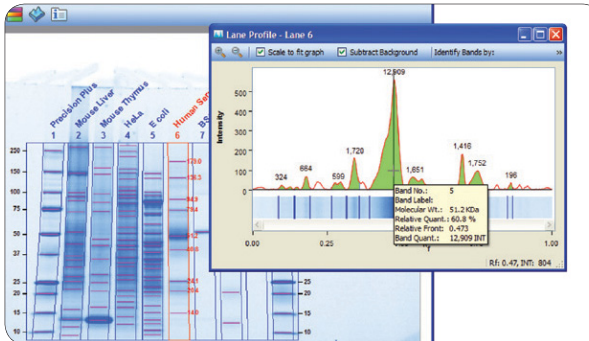 Lane Profile - Lane 6
Scale to fit graph
Subtract Background
Identify Bands by:
»
Precision Plus
Mouse Liver
Mouse Thymus
HeLa
E coli
Human
1 2 3 4 5 6 7
Intensity
500
400
300
200
100
0
324
664
599
1,720
12,909
1,651
1,416
1,752
196
0.00 0.25 1.00
Band No.: 5
Band Label:
Molecular Wt.: 51.2 KDa
Relative Quant.: 60.8 %
Relative Front: 0.473
Band Quant.: 12,909 INT
Rf: 0.47, Int: 804
150
100
75
50
37
25
20
15
10
25
20
15
10